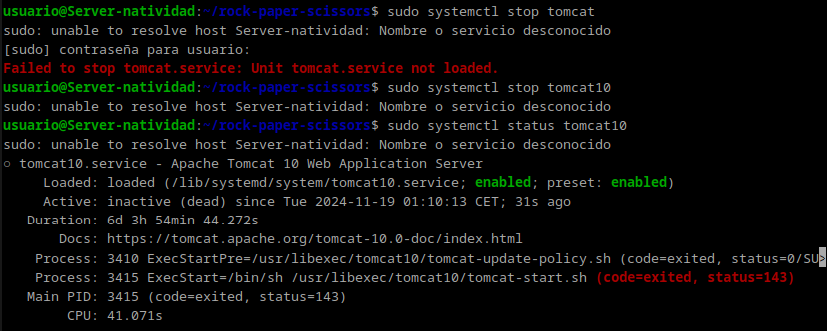 usuario@Server-natividad:~/rock-paper-scissors$ sudo systemctl stop tomcat
sudo: unable to resolve host Server-natividad: Nombre o servicio desconocido
[sudo] contraseña para usuario:
Failed to stop tomcat.service: Unit tomcat.service not loaded.
usuario@Server-natividad:~/rock-paper-scissors$ sudo systemctl stop tomcat10
sudo: unable to resolve host Server-natividad: Nombre o servicio desconocido
usuario@Server-natividad:~/rock-paper-scissors$ sudo systemctl status tomcat10
sudo: unable to resolve host Server-natividad: Nombre o servicio desconocido
○ tomcat10.service - Apache Tomcat 10 Web Application Server
Loaded: loaded (/lib/systemd/system/tomcat10.service; enabled; preset: enabled)
Active: inactive (dead) since Tue 2024-11-19 01:10:13 CET; 31s ago
Duration: 6d 3h 54min 44.272s
Docs: https://tomcat.apache.org/tomcat-10.0-doc/index.html
Process: 3410 ExecStartPre=/usr/libexec/tomcat10/tomcat-update-policy.sh (code=exited, status=0/SU>
Process: 3415 ExecStart=/bin/sh /usr/libexec/tomcat10/tomcat-start.sh (code=exited, status=143)
Main PID: 3415 (code=exited, status=143)
CPU: 41.071s